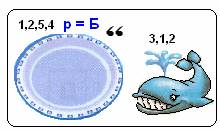 1,2,5,4 р = Б “
3,1,2